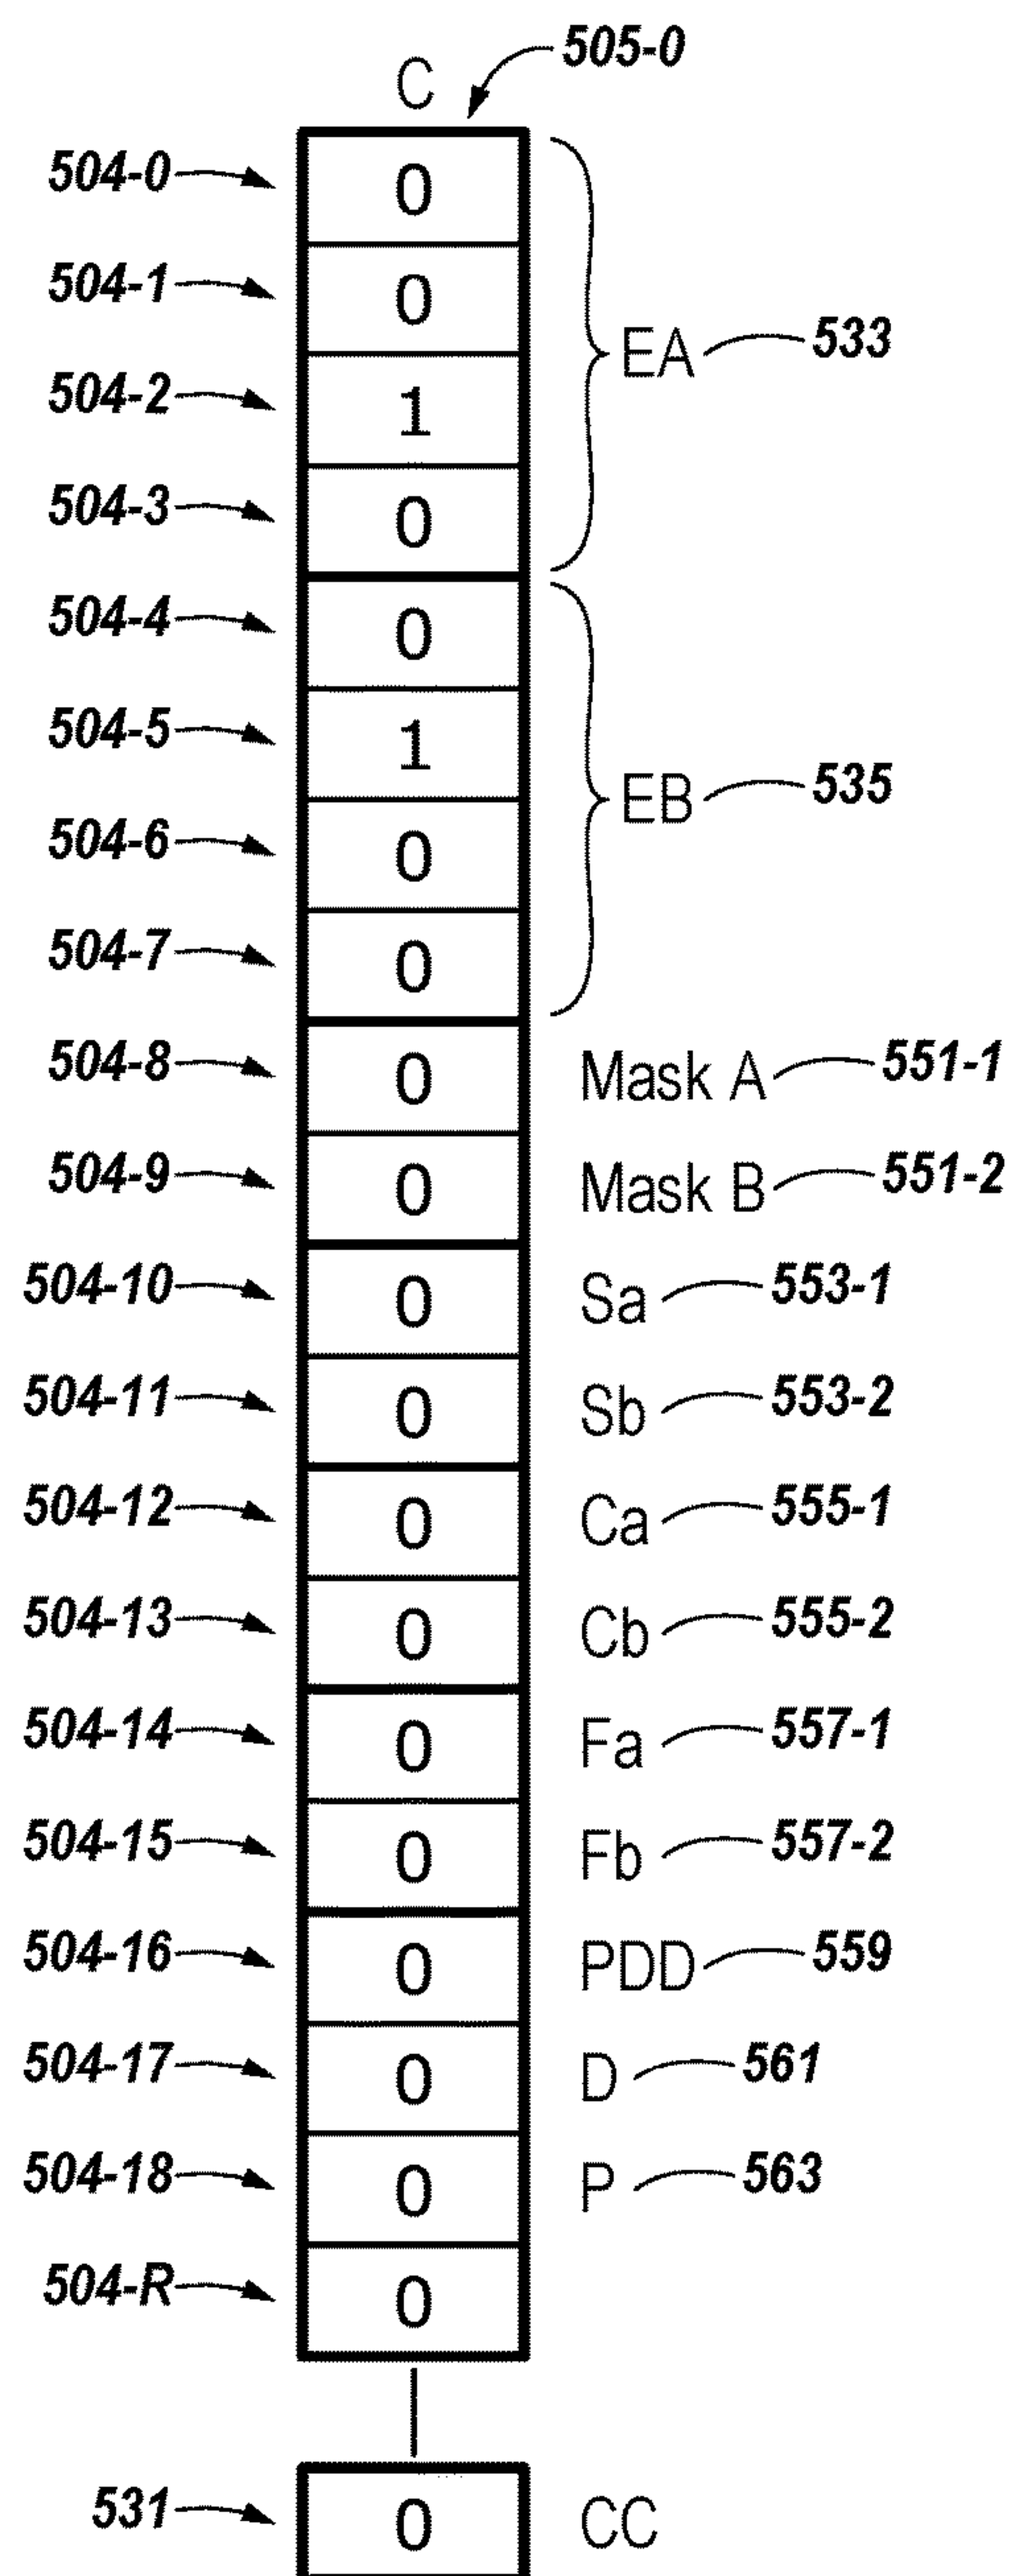 C 505-0
504-0 0
504-1 0
EA 533
504-2 1
504-3 0
504-4 0
504-5 1
EB 535
504-6 0
504-7 0
504-8 0 Mask A 551-1
504-9 0 Mask B 551-2
504-10 0 Sa 553-1
504-11 0 Sb 553-2
504-12 0 Ca 555-1
504-13 0 Cb 555-2
504-14 0 Fa 557-1
504-15 0 Fb 557-2
504-16 0 PDD 559
504-17 0 D 561
504-18 0 P 563
504-R 0
531 0 CC